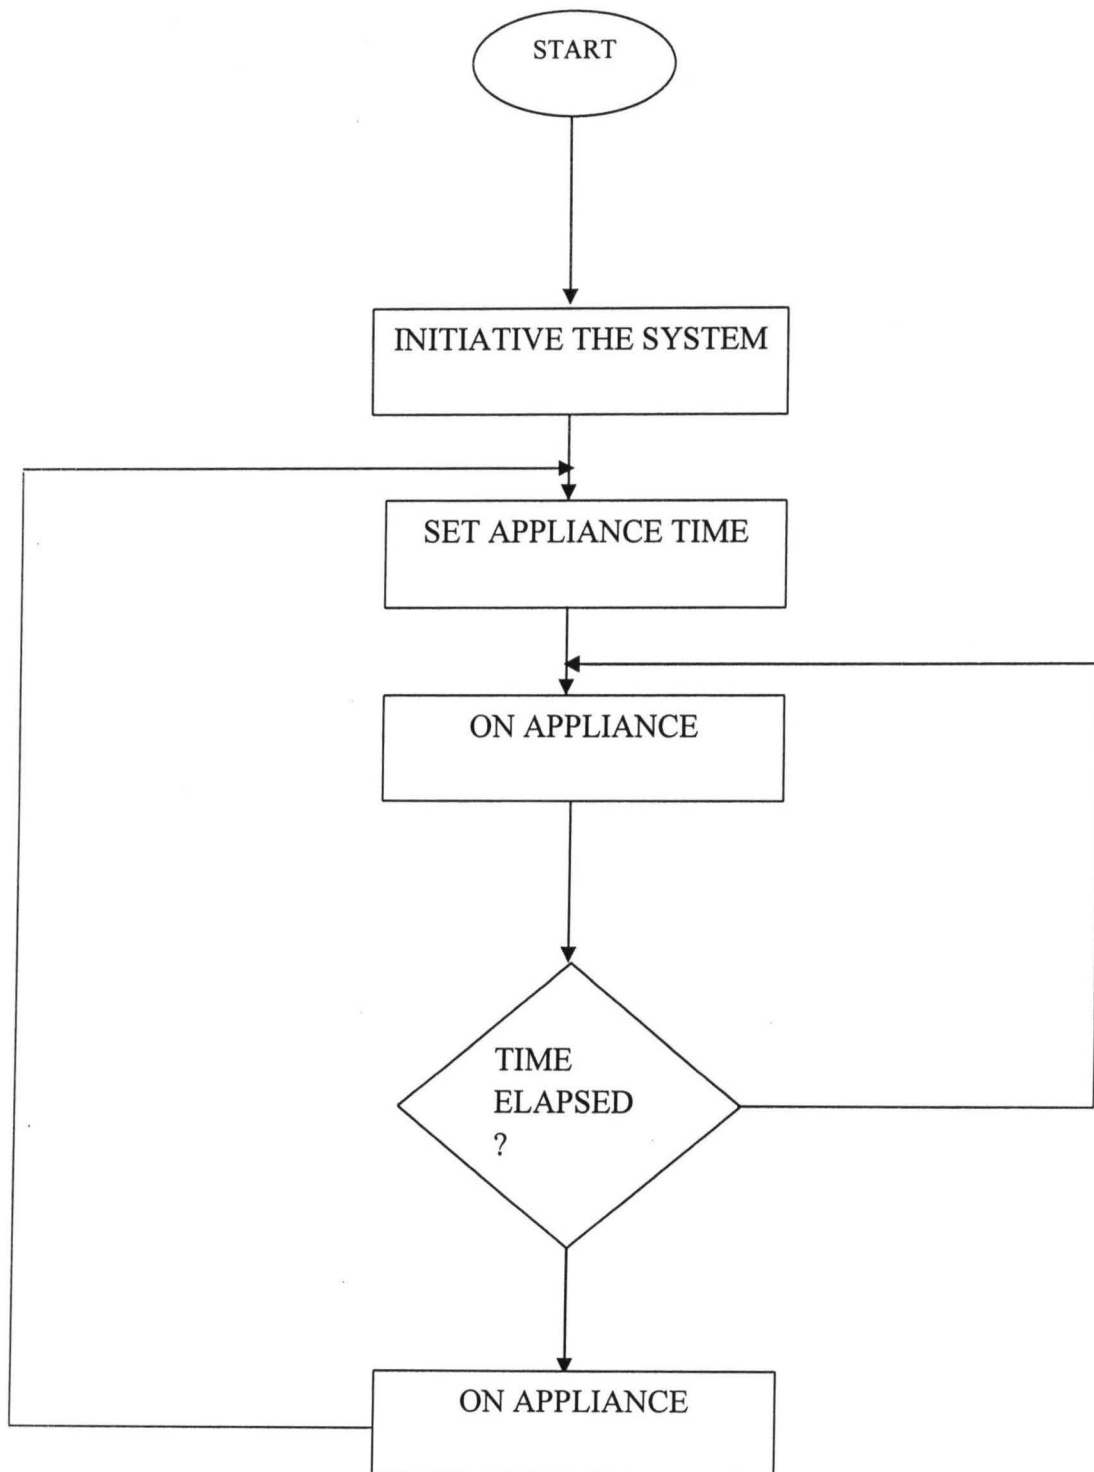 START
INITIATIVE THE SYSTEM
SET APPLIANCE TIME
ON APPLIANCE
TIME
ELAPSED
?
ON APPLIANCE